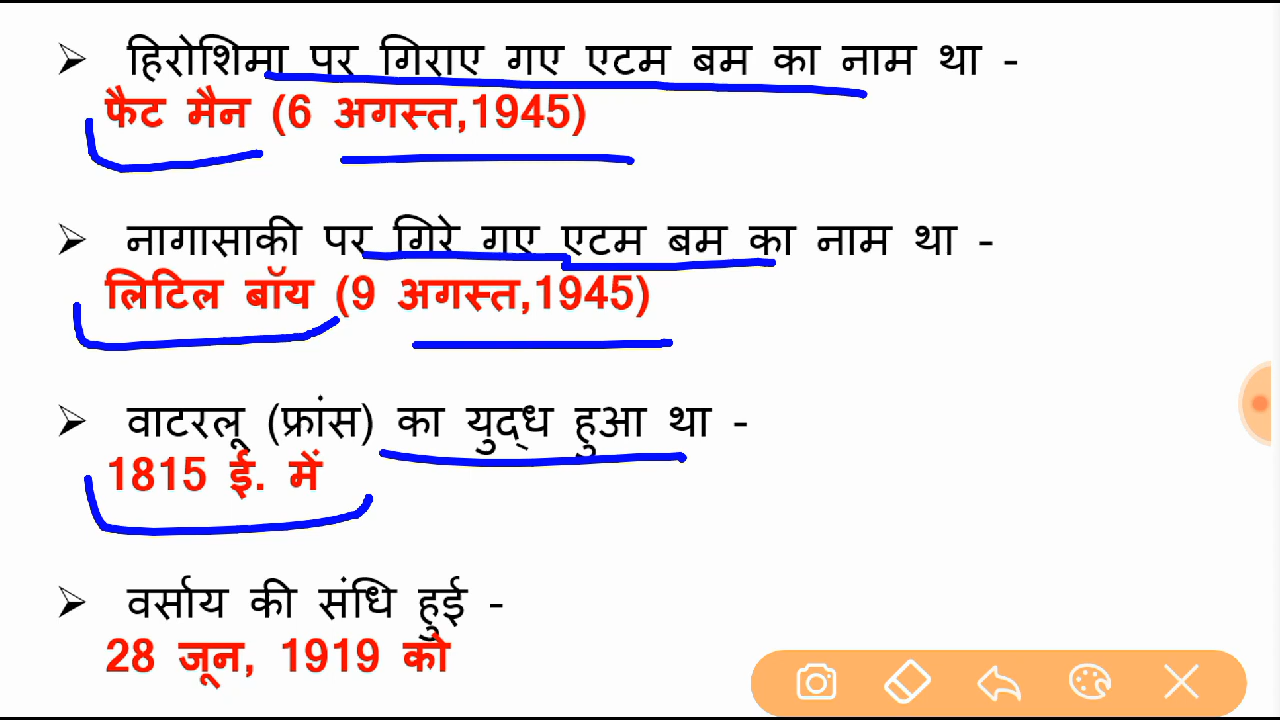 ➢ हिरोशिमा पर गिराए गए एटम बम का नाम था -
फैट मैन (6 अगस्त,1945)
➢ नागासाकी पर गिरे गए एटम बम का नाम था -
लिटिल बॉय (9 अगस्त,1945)
➢ वाटरलू (फ्रांस) का युद्ध हुआ था -
1815 ई. में
➢ वर्साय की संधि हुई -
28 जून, 1919 को